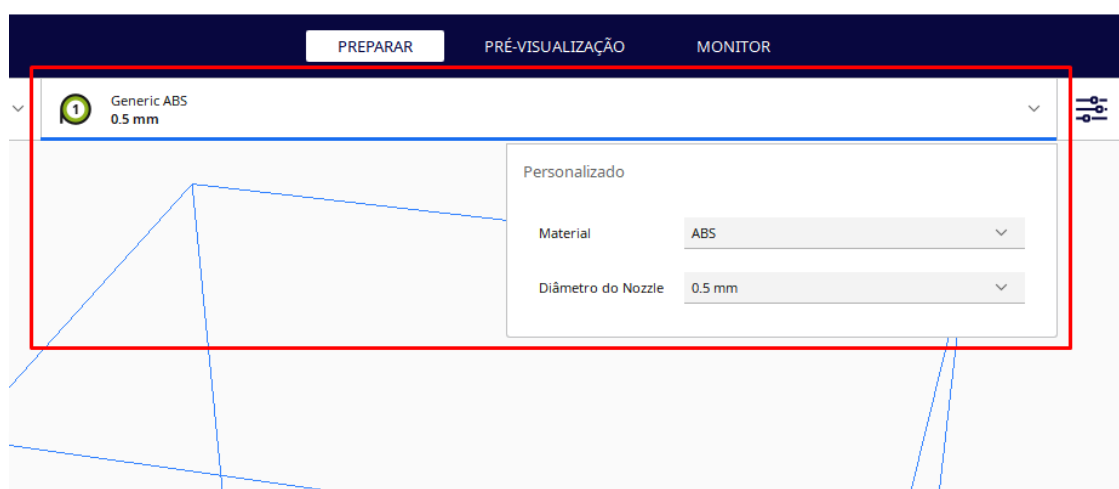 PREPARAR
PRÉ-VISUALIZAÇÃO
MONITOR
1
Generic ABS
0.5 mm
Personalizado
Material
ABS
Diâmetro do Nozzle
0.5 mm